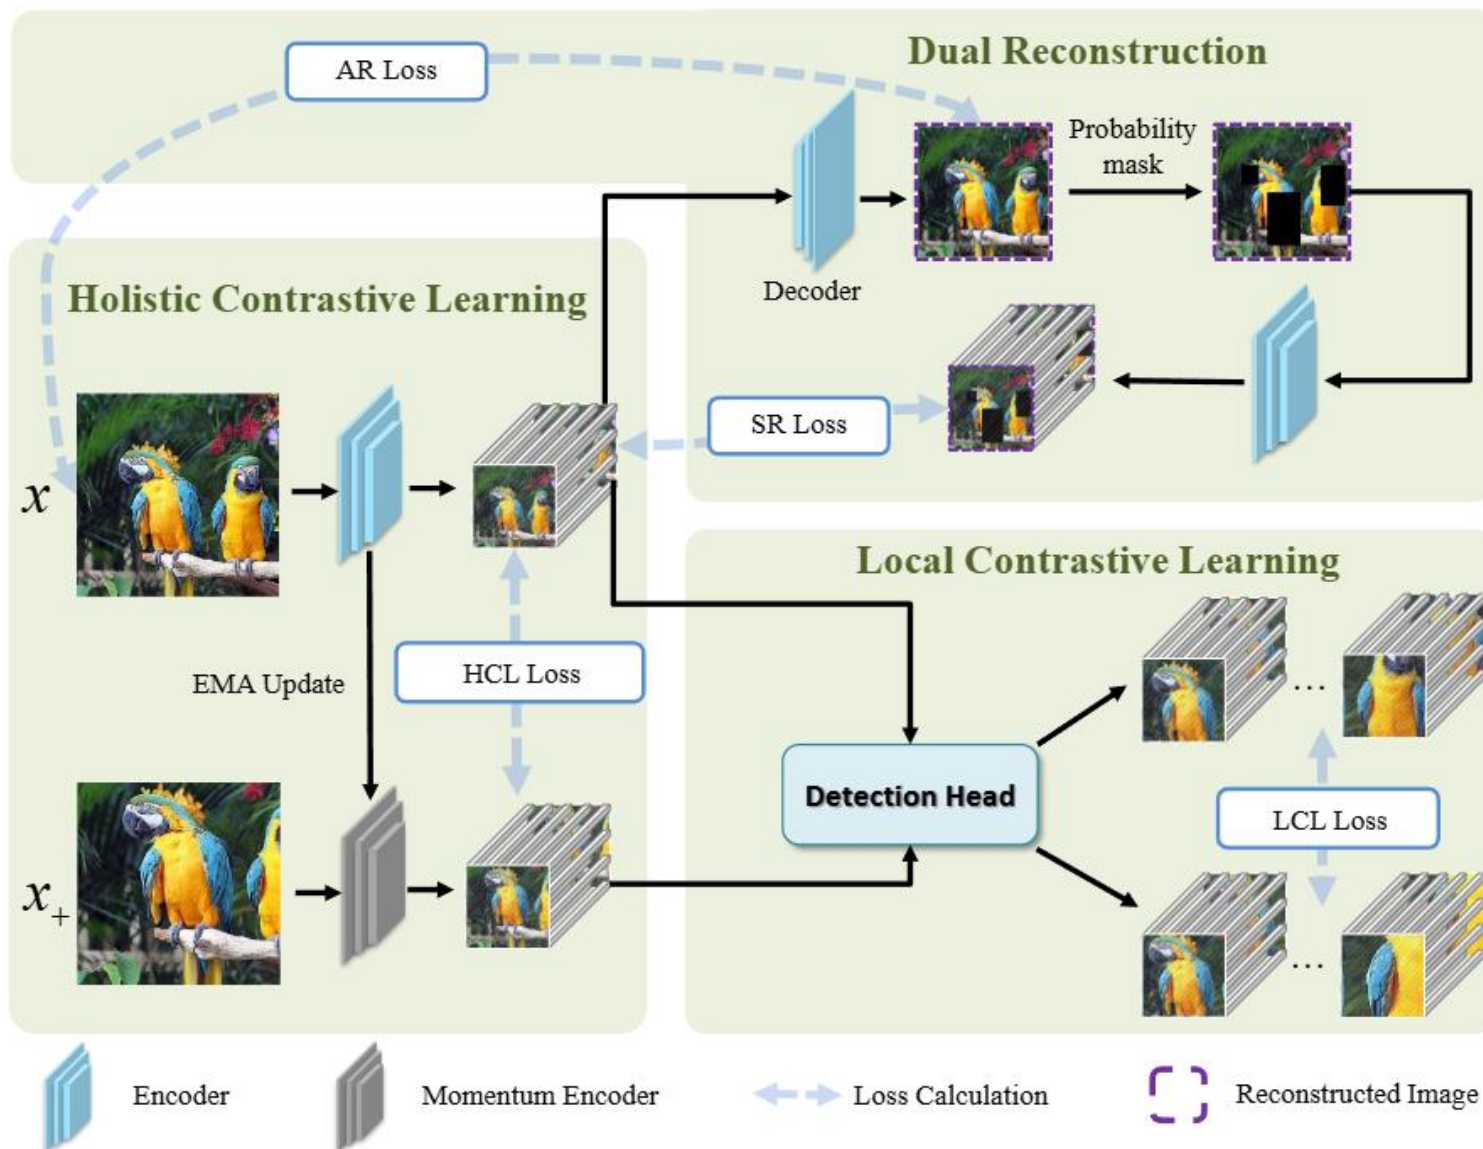 AR Loss
Dual Reconstruction
Probability
mask
Decoder
Holistic Contrastive Learning
SR Loss
x
Local Contrastive Learning
EMA Update
HCL Loss
...
Detection Head
LCL Loss
x+
...
Encoder
Momentum Encoder
Loss Calculation
Reconstructed Image